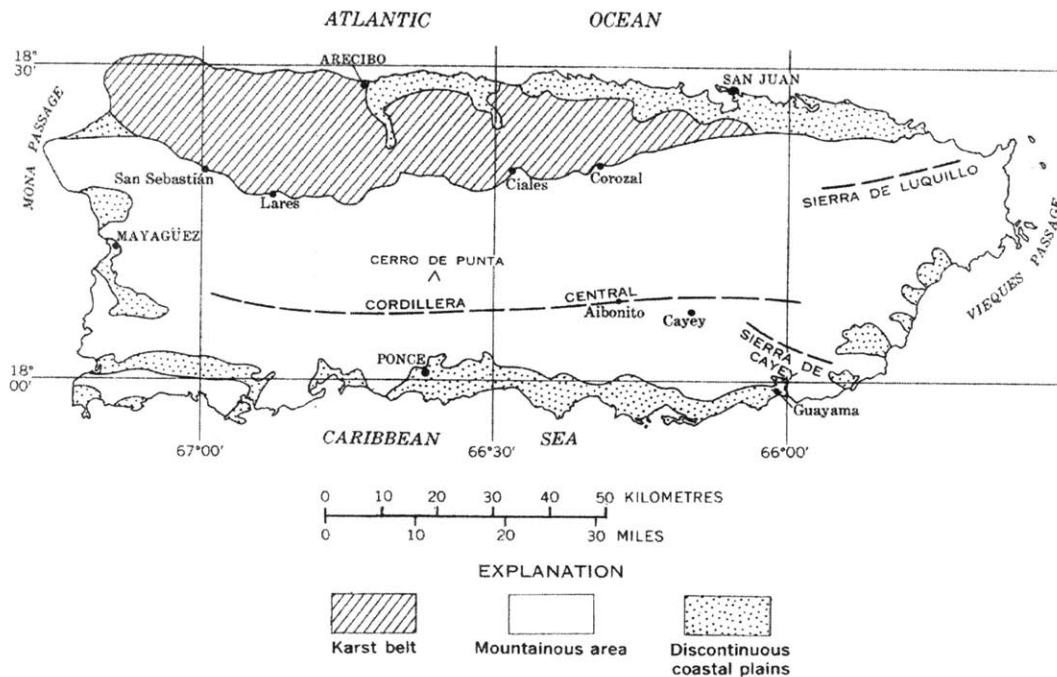 ATLANTIC OCEAN
18°
30'
ARECIBO
SAN JUAN
MONA PASSAGE
San Sebastián
Lares
Ciales
Corozal
SIERRA DE LUQUILLO
MAYAGÜEZ
CERRO DE PUNTA
VIEQUES PASSAGE
CORDILLERA CENTRAL
Aibonito
Cayey
SIERRA DE CAYEY
PONCE
18°
00'
Guayama
CARIBBEAN SEA
67°00' 66°30' 66°00'
0 10 20 30 40 50 KILOMETRES
0 10 20 30 MILES
EXPLANATION
Karst belt
Mountainous area
Discontinuous
coastal plains